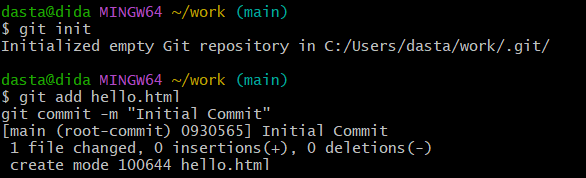 dasta@dida MINGW64 ~/work (main)
$ git init
Initialized empty Git repository in C:/Users/dasta/work/.git/
dasta@dida MINGW64 ~/work (main)
$ git add hello.html
git commit -m "Initial Commit"
[main (root-commit) 0930565] Initial Commit
 1 file changed, 0 insertions(+), 0 deletions(-)
 create mode 100644 hello.html